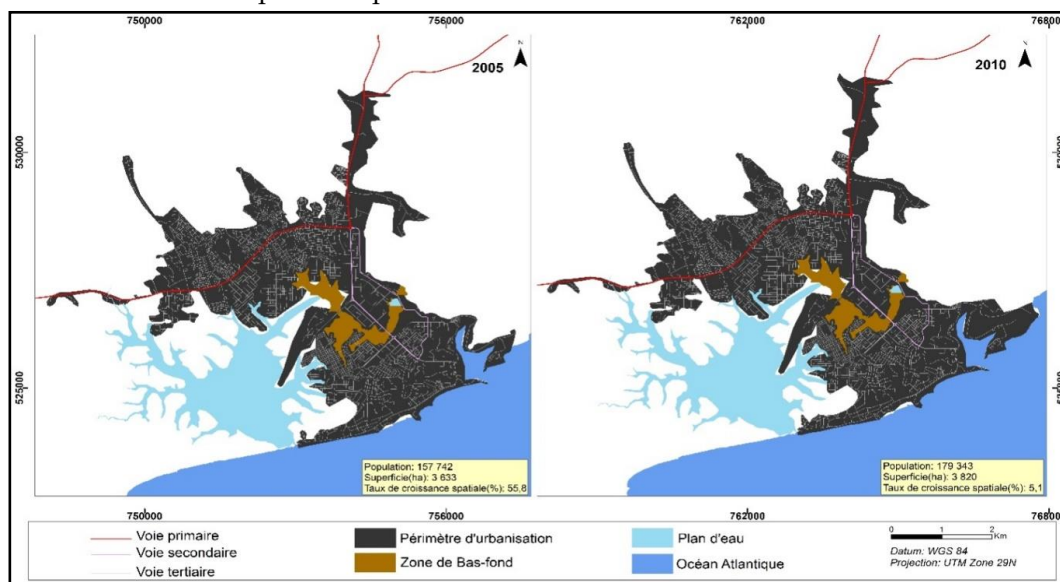 750000 756000 762000 768000
N N
2005 2010
530000 530000
525000 525000
Population: 157 742
Superficie(ha): 3 633
Taux de croissance spatiale(%): 55,8
Population: 179 343
Superficie(ha): 3 820
Taux de croissance spatiale(%): 5,1
750000 756000 762000 768000
Voie primaire
Voie secondaire
Voie tertiaire
Périmètre d'urbanisation
Zone de Bas-fond
Plan d'eau
Océan Atlantique
0 1 2
Km
Datum: WGS 84
Projection: UTM Zone 29N